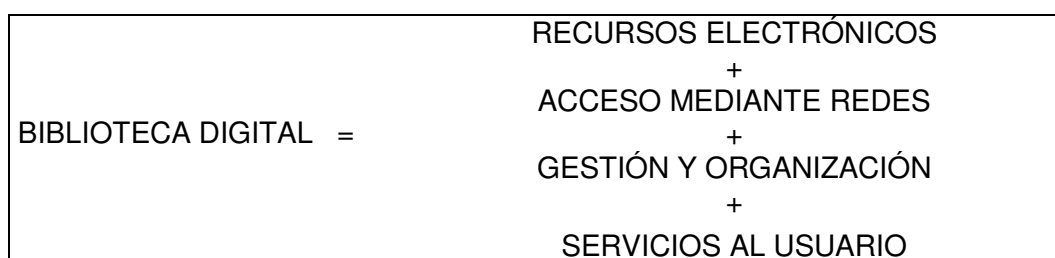 RECURSOS ELECTRÓNICOS
+
ACCESO MEDIANTE REDES
BIBLIOTECA DIGITAL =
+
GESTIÓN Y ORGANIZACIÓN
+
SERVICIOS AL USUARIO